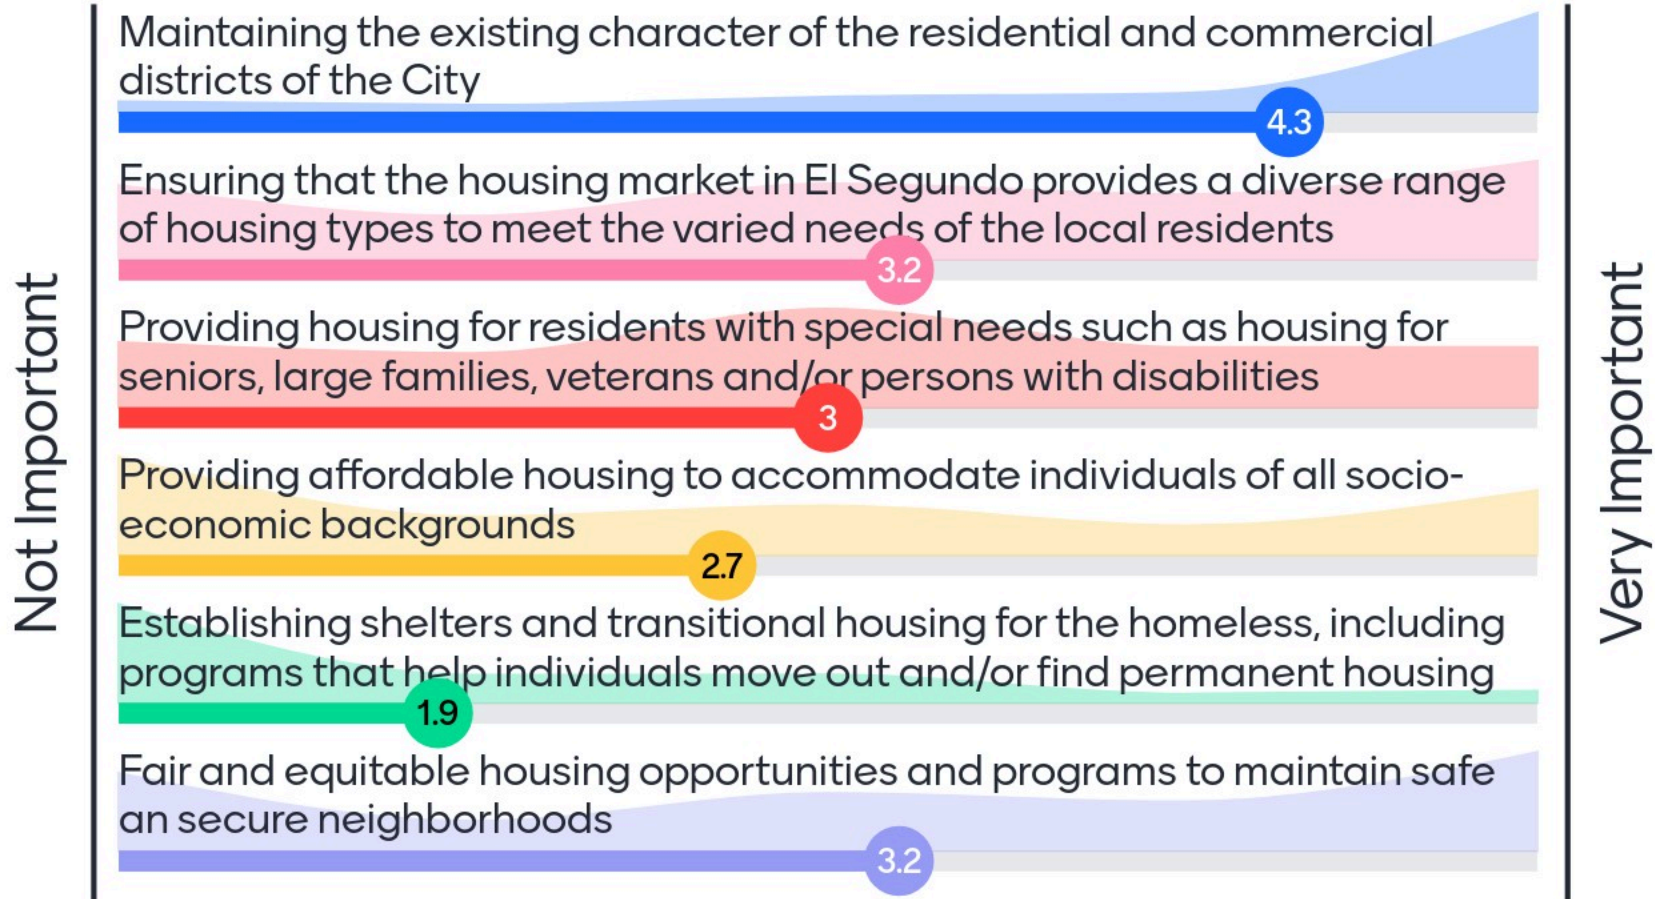 Maintaining the existing character of the residential and commercial
districts of the City
4.3
Ensuring that the housing market in El Segundo provides a diverse range
of housing types to meet the varied needs of the local residents
3.2
Providing housing for residents with special needs such as housing for
seniors, large families, veterans and/or persons with disabilities
3
Providing affordable housing to accommodate individuals of all socio-
economic backgrounds
2.7
Establishing shelters and transitional housing for the homeless, including
programs that help individuals move out and/or find permanent housing
1.9
Fair and equitable housing opportunities and programs to maintain safe
an secure neighborhoods
3.2
Not Important
Very Important